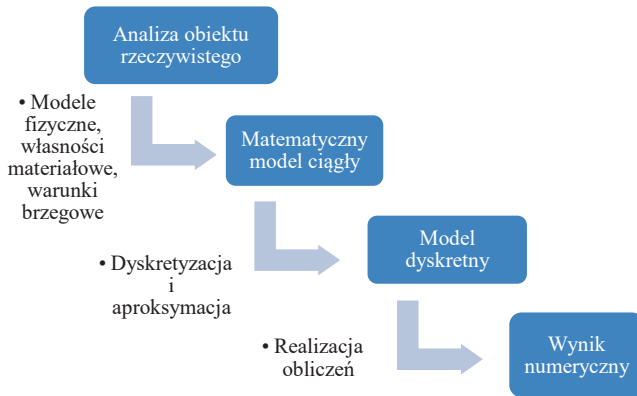 Analiza obiektu
rzeczywistego
• Modele
fizyczne,
własności
materiałowe,
warunki
brzegowe
Matematyczny
model ciągły
• Dyskretyzacja
i
aproksymacja
Model
dyskretny
• Realizacja
obliczeń
Wynik
numeryczny